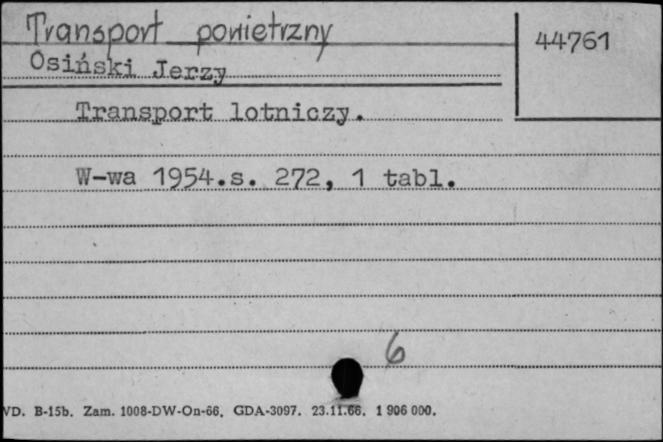 Transport powietrzny
44761
Osiński Jerzy
Transport lotniczy.
W-wa 1954.s. 272, 1 tabl.
6
VD. B-15b. Zam. 1008-DW-On-66. GDA-3097. 23.11.66. 1 906 000.